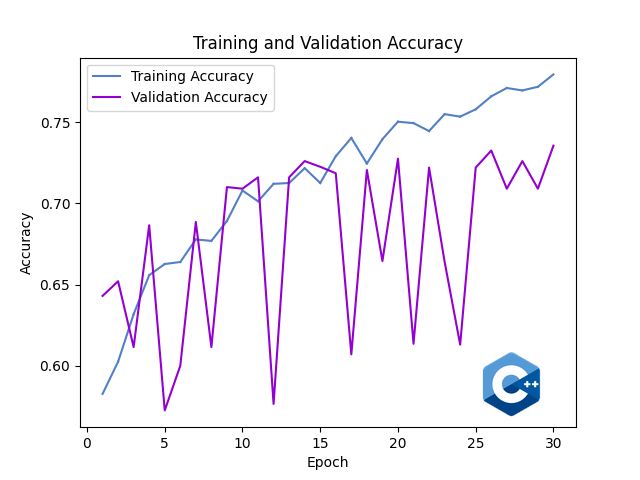 Training and Validation Accuracy
Training Accuracy
Validation Accuracy
0.75
0.70
0.65
0.60
Accuracy
0
5
10
15
20
25
30
Epoch
C++